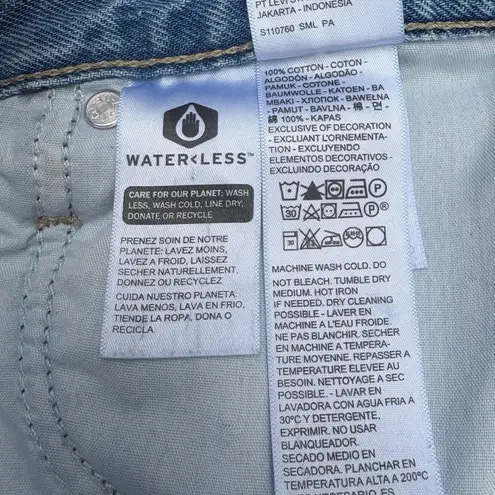 WATER<LESS™
CARE FOR OUR PLANET: WASH
LESS, WASH COLD, LINE DRY,
DONATE OR RECYCLE
PRENEZ SOIN DE NOTRE
PLANETE: LAVEZ MOINS,
LAVEZ A FROID, LAISSEZ
SECHER NATURELLEMENT,
DONNEZ OU RECYCLEZ
CUIDA NUESTRO PLANETA:
LAVA MENOS, LAVA EN FRIO,
TIENDE LA ROPA, DONA O
RECICLA.
PT LEVI
JAKARTA - INDONESIA
S110760 SML PA
100% COTTON - COTON -
ALGODÓN - ALGODÃO -
PAMUK - COTONE -
BAUMWOLLE - KATOEN - BA
MBAKI - ХЛОПОК - BAWEŁNA
- PAMUT - BAVLNA - 棉 - 면 -
綿 100% - KAPAS
EXCLUSIVE OF DECORATION
- EXCLUANT L'ORNEMENTA-
TION - EXCLUYENDO
ELEMENTOS DECORATIVOS -
EXCLUINDO DECORAÇÃO
P
30 P®
30
MACHINE WASH COLD. DO
NOT BLEACH. TUMBLE DRY
MEDIUM. HOT IRON
IF NEEDED. DRY CLEANING
POSSIBLE - LAVER EN
MACHINE A L'EAU FROIDE.
NE PAS BLANCHIR. SECHER
EN MACHINE A TEMPERA-
TURE MOYENNE. REPASSER A
TEMPERATURE ELEVEE AU
BESOIN. NETTOYAGE A SEC
POSSIBLE - LAVAR EN
LAVADORA CON AGUA FRIA A
30ºC Y DETERGENTE,
EXPRIMIR. NO USAR
BLANQUEADOR.
SECADO MEDIO EN
SECADORA. PLANCHAR EN
TEMPERATURA ALTA A 200ºC
ES